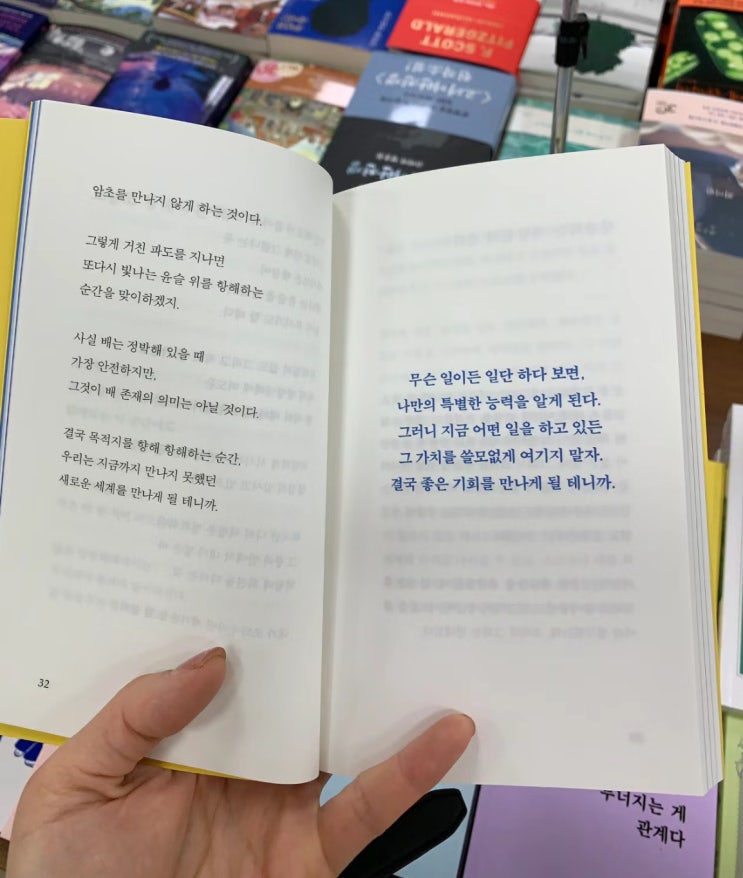 암초를 만나지 않게 하는 것이다.
그렇게 거친 파도를 지나면
또다시 빛나는 윤슬 위를 항해하는
순간을 맞이하겠지.
사실 배는 정박해 있을 때
가장 안전하지만,
그것이 배 존재의 의미는 아닐 것이다.
결국 목적지를 향해 항해하는 순간,
우리는 지금까지 만나지 못했던
새로운 세계를 만나게 될 테니까.
32
무슨 일이든 일단 하다 보면,
나만의 특별한 능력을 알게 된다.
그러니 지금 어떤 일을 하고 있든
그 가치를 쓸모없게 여기지 말자.
결국 좋은 기회를 만나게 될 테니까.
F. SCOTT
FITZGERALD
무너지는 게
관계다